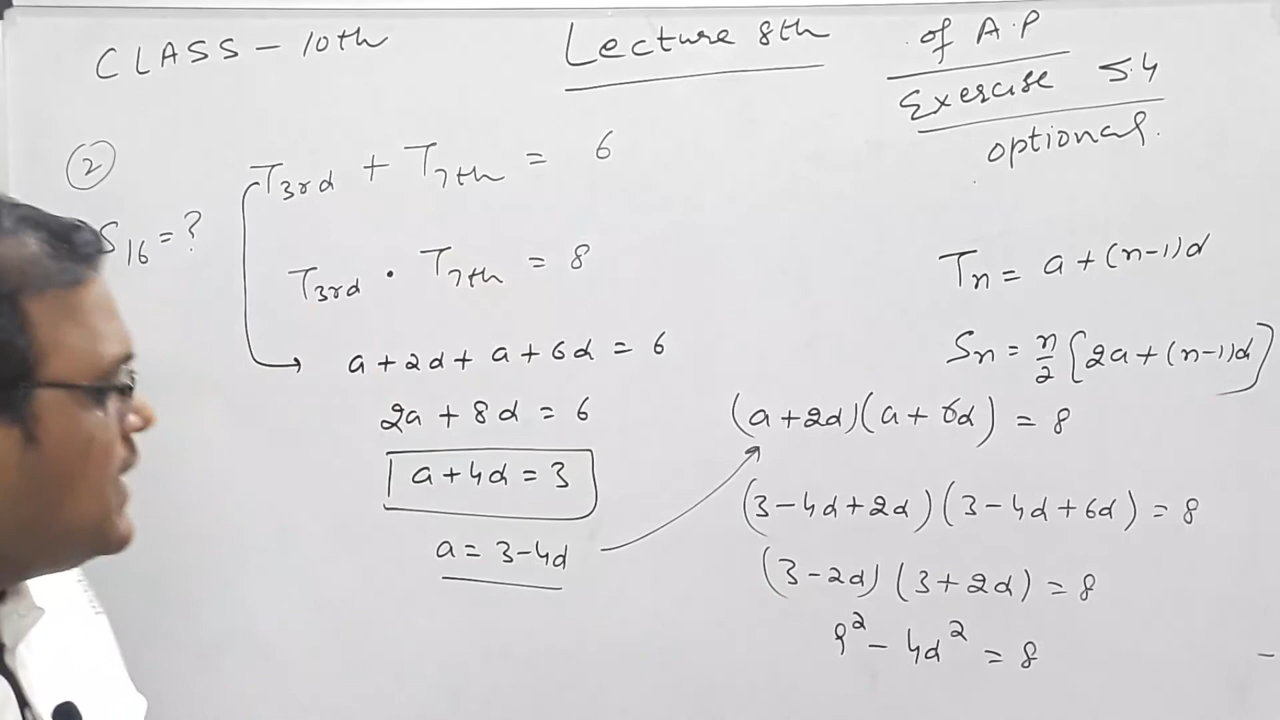 CLASS – 10th
Lecture 8th
of A.P
Exercise 5.4
optional.
②
T3rd + T7th = 6
S16 = ?
T3rd · T7th = 8
a + 2d + a + 6d = 6
2a + 8d = 6
a + 4d = 3
a = 3 – 4d
Tn = a + (n–1)d
Sn = n/2 [2a + (n–1)d]
(a + 2d)(a + 6d) = 8
(3 – 4d + 2d)(3 – 4d + 6d) = 8
(3 – 2d)(3 + 2d) = 8
9² – 4d² = 8